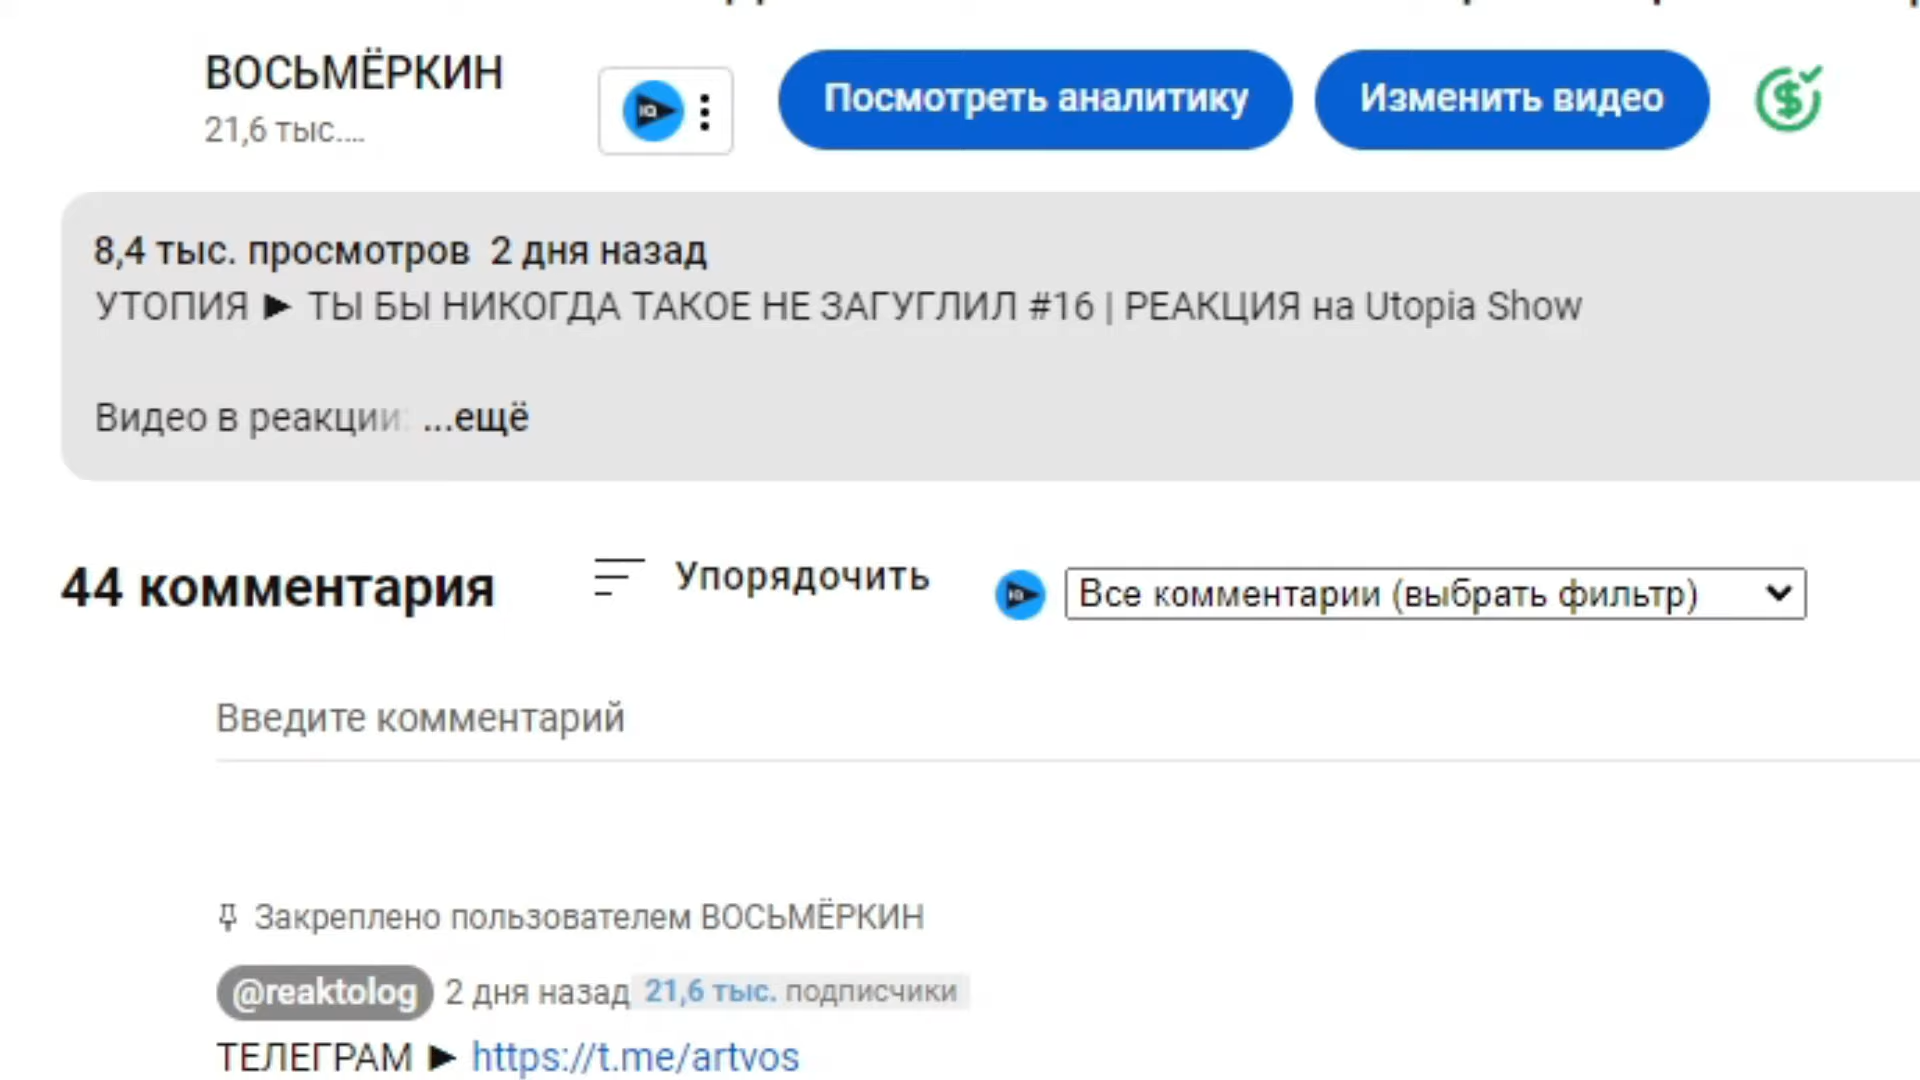 ВОСЬМЁРКИН
21,6 тыс....
Посмотреть аналитику
Изменить видео
8,4 тыс. просмотров 2 дня назад
УТОПИЯ ► ТЫ БЫ НИКОГДА ТАКОЕ НЕ ЗАГУГЛИЛ #16 | РЕАКЦИЯ на Utopia Show
Видео в реакции: ...ещё
44 комментария
Упорядочить
Все комментарии (выбрать фильтр)
Введите комментарий
Закреплено пользователем ВОСЬМЁРКИН
@reaktolog 2 дня назад 21,6 тыс. подписчики
ТЕЛЕГРАМ ► https://t.me/artvos